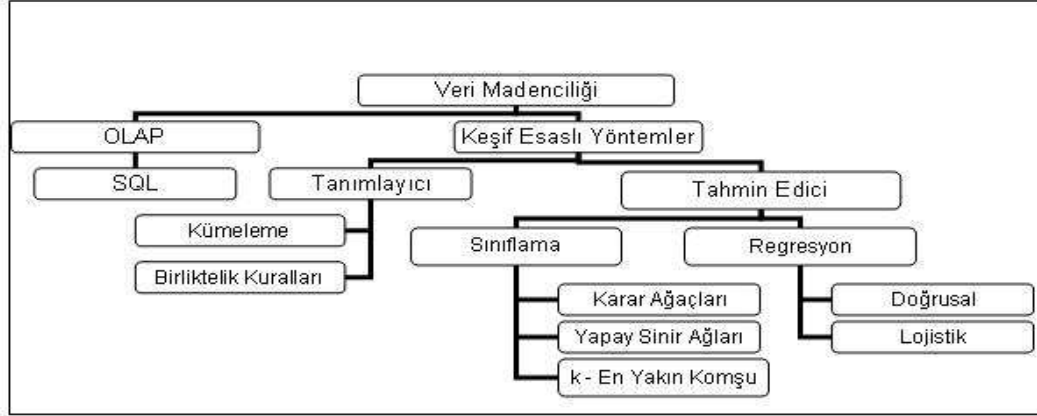 Veri Madenciliği
OLAP
Keşif Esaslı Yöntemler
SQL
Tanımlayıcı
Tahmin Edici
Kümeleme
Sınıflama
Regresyon
Birliktelik Kuralları
Karar Ağaçları
Doğrusal
Yapay Sinir Ağları
Lojistik
k - En Yakın Komşu